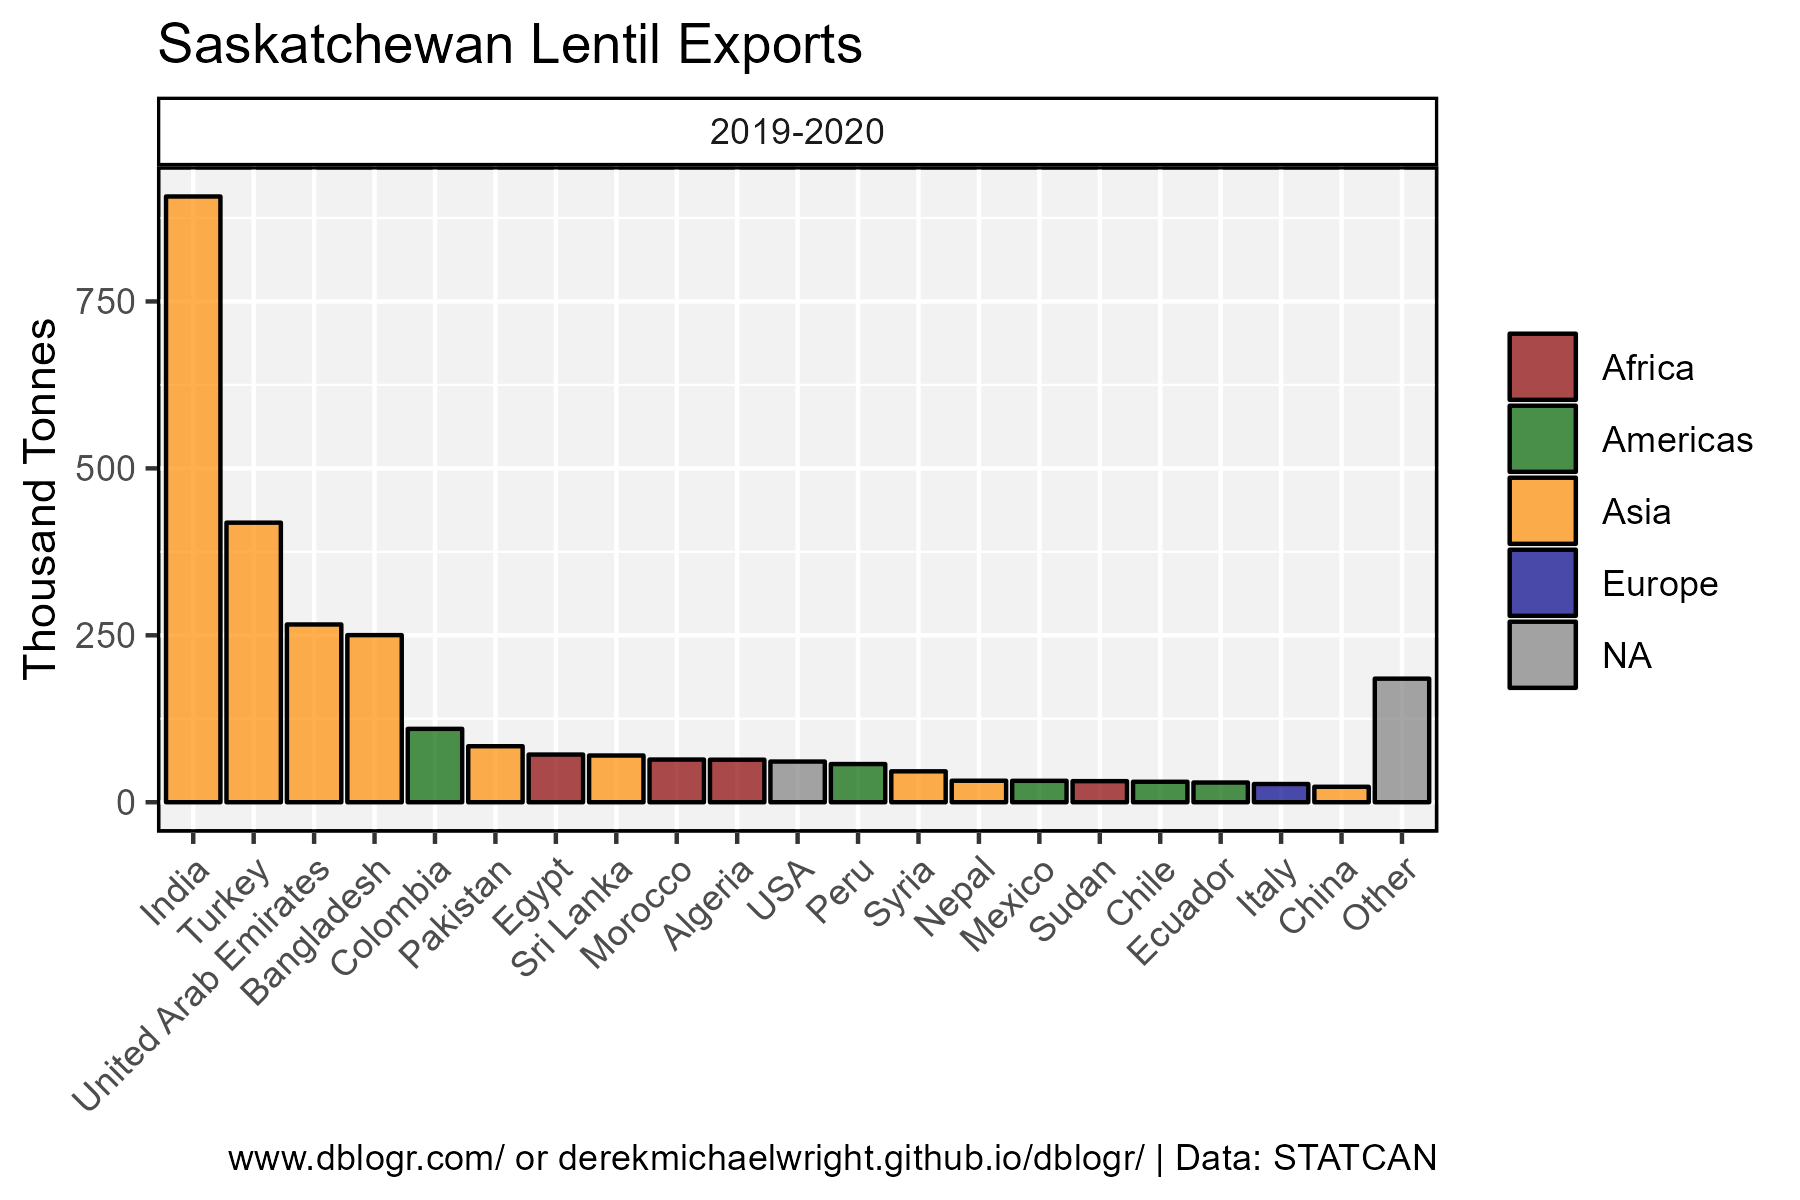 Saskatchewan Lentil Exports
2019-2020
Thousand Tonnes
750
500
250
0
India
Turkey
United Arab Emirates
Bangladesh
Colombia
Pakistan
Egypt
Sri Lanka
Morocco
Algeria
USA
Peru
Syria
Nepal
Mexico
Sudan
Chile
Ecuador
Italy
China
Other
Africa
Americas
Asia
Europe
NA
www.dblogr.com/ or derekmichaelwright.github.io/dblogr/ | Data: STATCAN